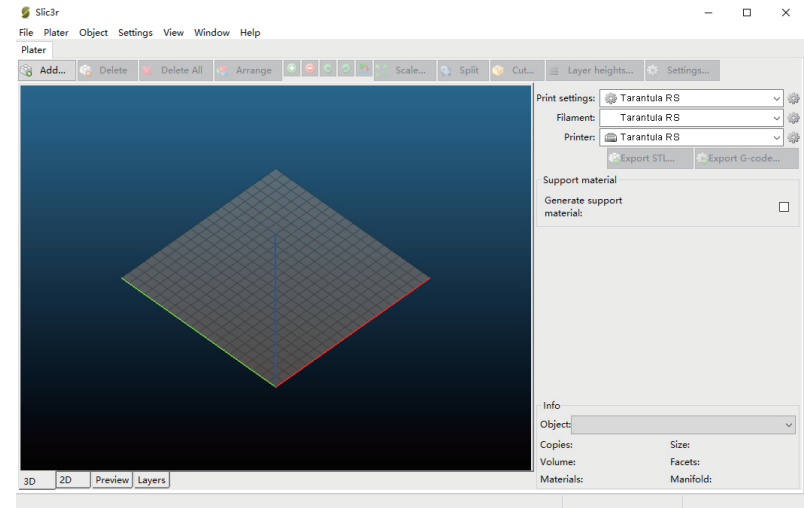 Slic3r
File Plater Object Settings View Window Help
Plater
Add... Delete Delete All Arrange Scale... Split Cut... Layer heights... Settings...
Print settings: Tarantula RS
Filament: Tarantula RS
Printer: Tarantula RS
Export STL... Export G-code...
Support material
Generate support
material:
Info
Object:
Copies: Size:
Volume: Facets:
Materials: Manifold:
3D 2D Preview Layers